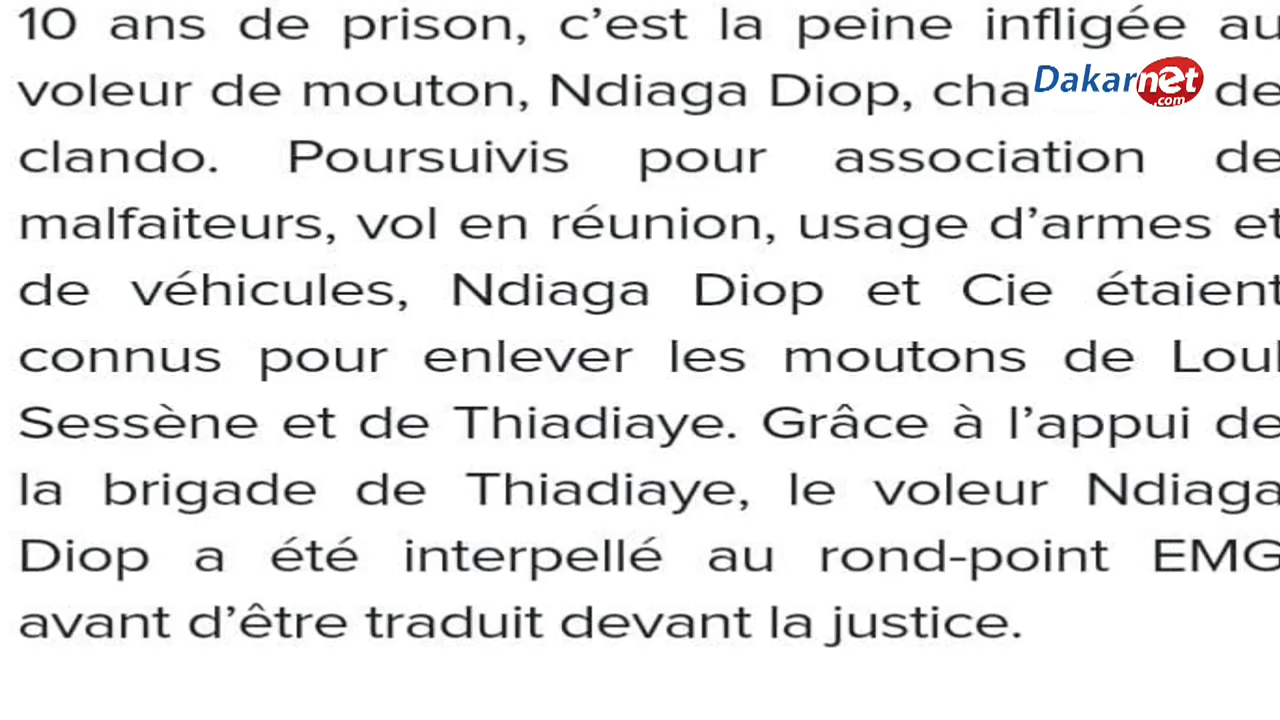 10 ans de prison, c’est la peine infligée au
voleur de mouton, Ndiaga Diop, de
Dakarnet
.com
clando. Poursuivis pour association de
malfaiteurs, vol en réunion, usage d’armes et
de véhicules, Ndiaga Diop et Cie étaient
connus pour enlever les moutons de Loul
Sessène et de Thiadiaye. Grâce à l’appui de
la brigade de Thiadiaye, le voleur Ndiaga
Diop a été interpellé au rond-point EMG
avant d’être traduit devant la justice.